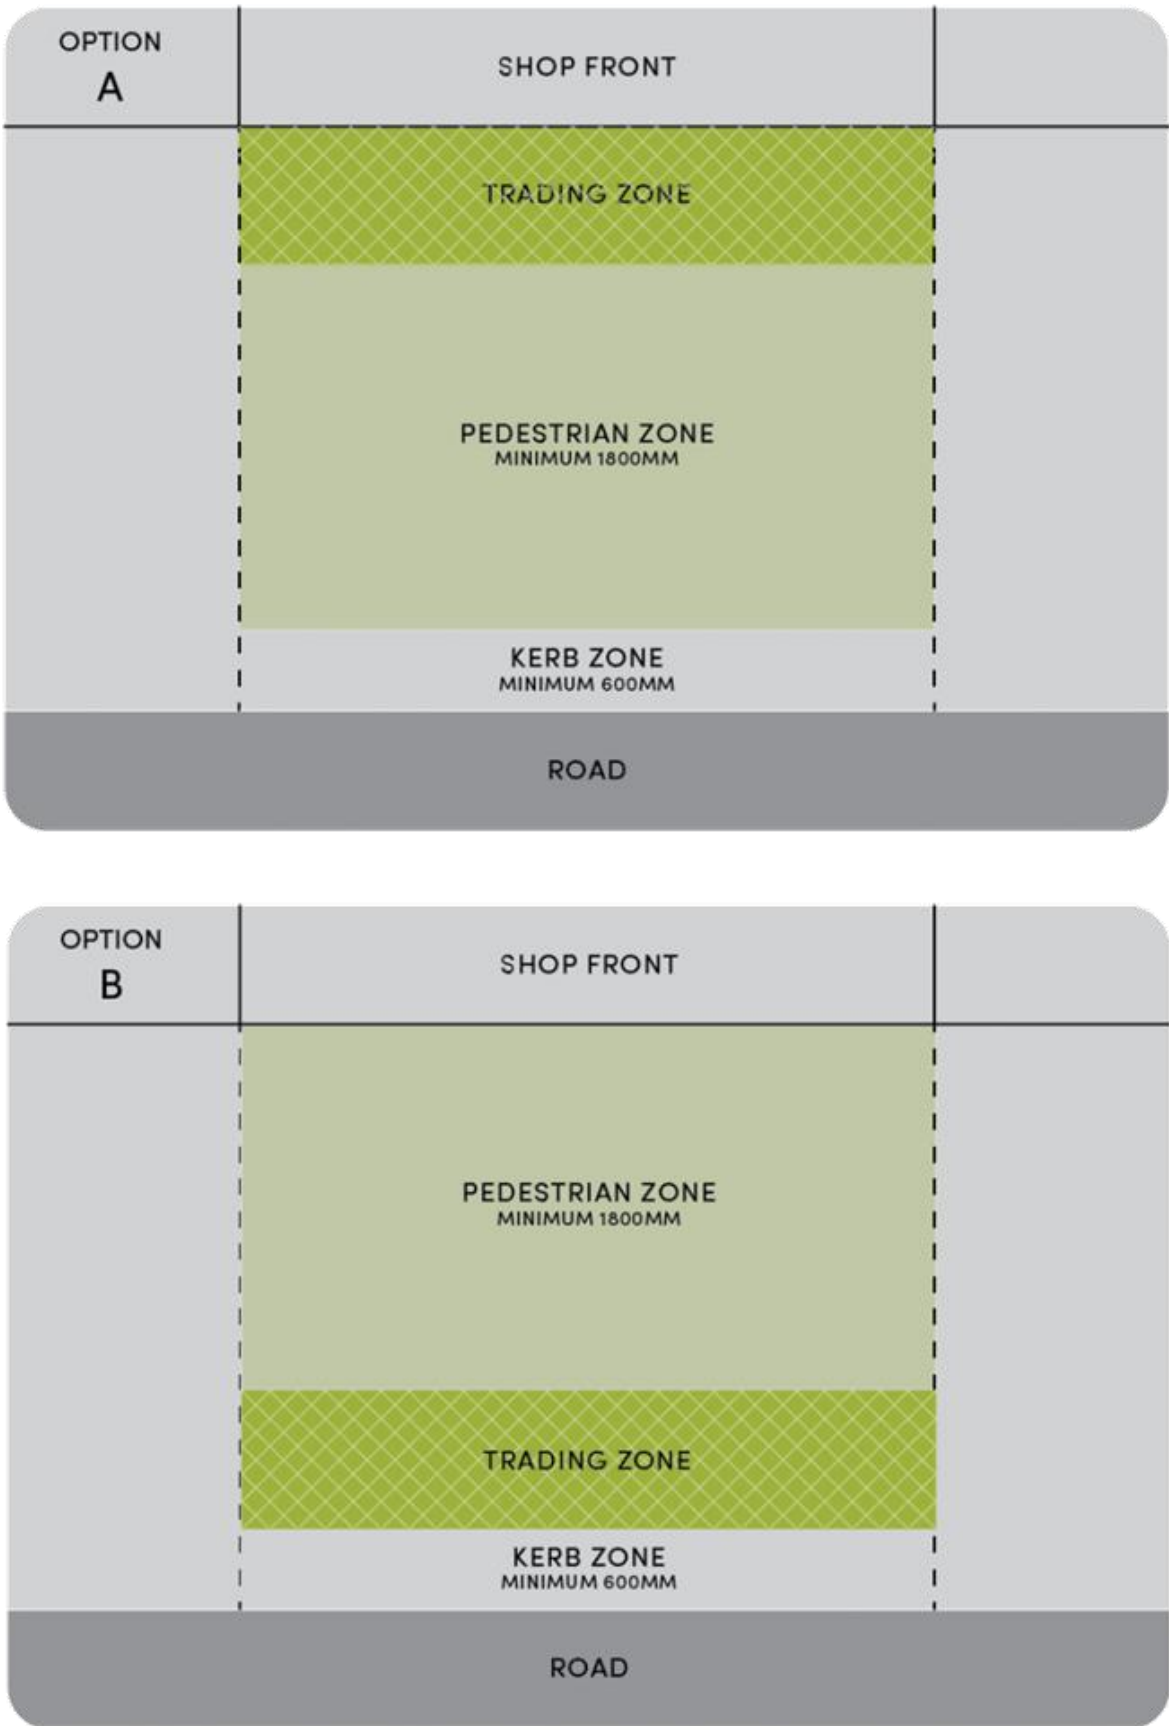 OPTION
A
SHOP FRONT
TRADING ZONE
PEDESTRIAN ZONE
MINIMUM 1800MM
KERB ZONE
MINIMUM 600MM
ROAD
OPTION
B
SHOP FRONT
PEDESTRIAN ZONE
MINIMUM 1800MM
TRADING ZONE
KERB ZONE
MINIMUM 600MM
ROAD